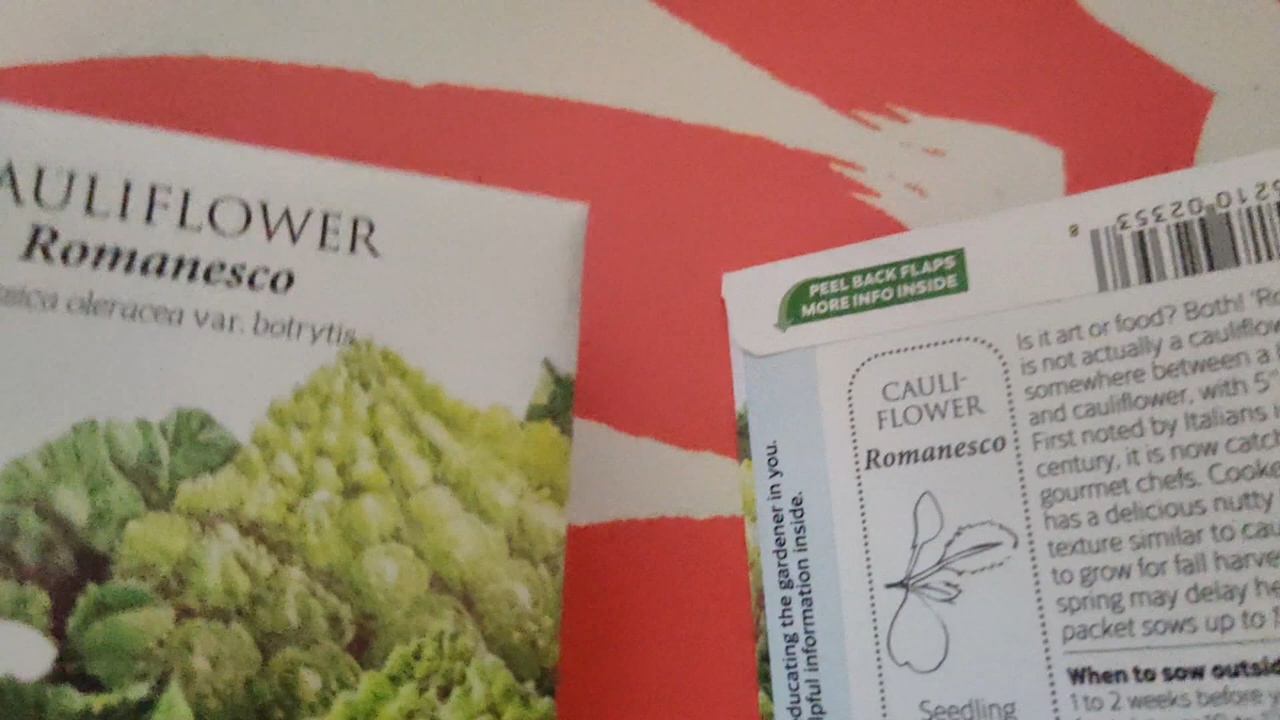 AULIFLOWER
Romanesco
oleracea var. botrytis
PEEL BACK FLAPS
MORE INFO INSIDE
8
02353
ducating the gardener in you.
lpful information inside.
CAULI-
FLOWER
Romanesco
Seedling
Is it art or food? Both! 'Ro
is not actually a cauliflow
somewhere between a
and cauliflower, with 5"
First noted by Italians
century, it is now catch
gourmet chefs. Cooke
has a delicious nutty
texture similar to cau
to grow for fall harve
spring may delay he
packet sows up to
When to sow outsid
1 to 2 weeks before y